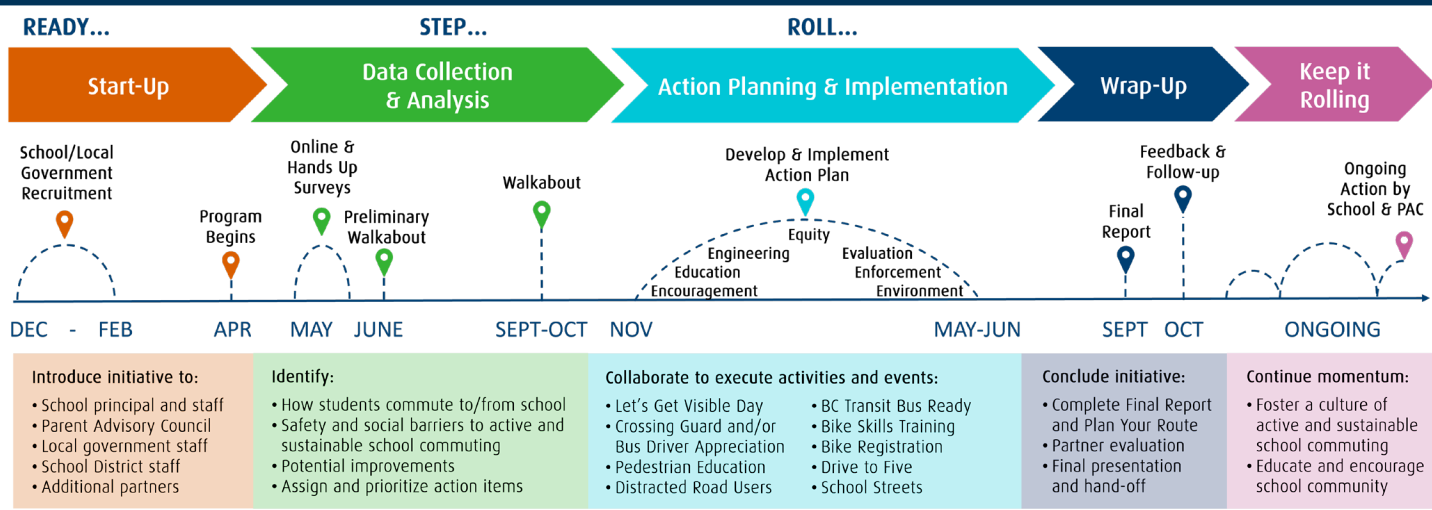 READY...
STEP...
ROLL...
Start-Up
Data Collection
& Analysis
Action Planning & Implementation
Wrap-Up
Keep it
Rolling
School/Local
Government
Recruitment
Program
Begins
Online &
Hands Up
Surveys
Preliminary
Walkabout
Walkabout
Develop & Implement
Action Plan
Equity
Engineering
Education
Encouragement
Evaluation
Enforcement
Environment
Final
Report
Feedback &
Follow-up
Ongoing
Action by
School & PAC
DEC - FEB
APR
MAY
JUNE
SEPT-OCT
NOV
MAY-JUN
SEPT
OCT
ONGOING
Introduce initiative to:
• School principal and staff
• Parent Advisory Council
• Local government staff
• School District staff
• Additional partners
Identify:
• How students commute to/from school
• Safety and social barriers to active and
sustainable school commuting
• Potential improvements
• Assign and prioritize action items
Collaborate to execute activities and events:
• Let's Get Visible Day
• Crossing Guard and/or
Bus Driver Appreciation
• Pedestrian Education
• Distracted Road Users
• BC Transit Bus Ready
• Bike Skills Training
• Bike Registration
• Drive to Five
• School Streets
Conclude initiative:
• Complete Final Report
and Plan Your Route
• Partner evaluation
• Final presentation
and hand-off
Continue momentum:
• Foster a culture of
active and sustainable
school commuting
• Educate and encourage
school community